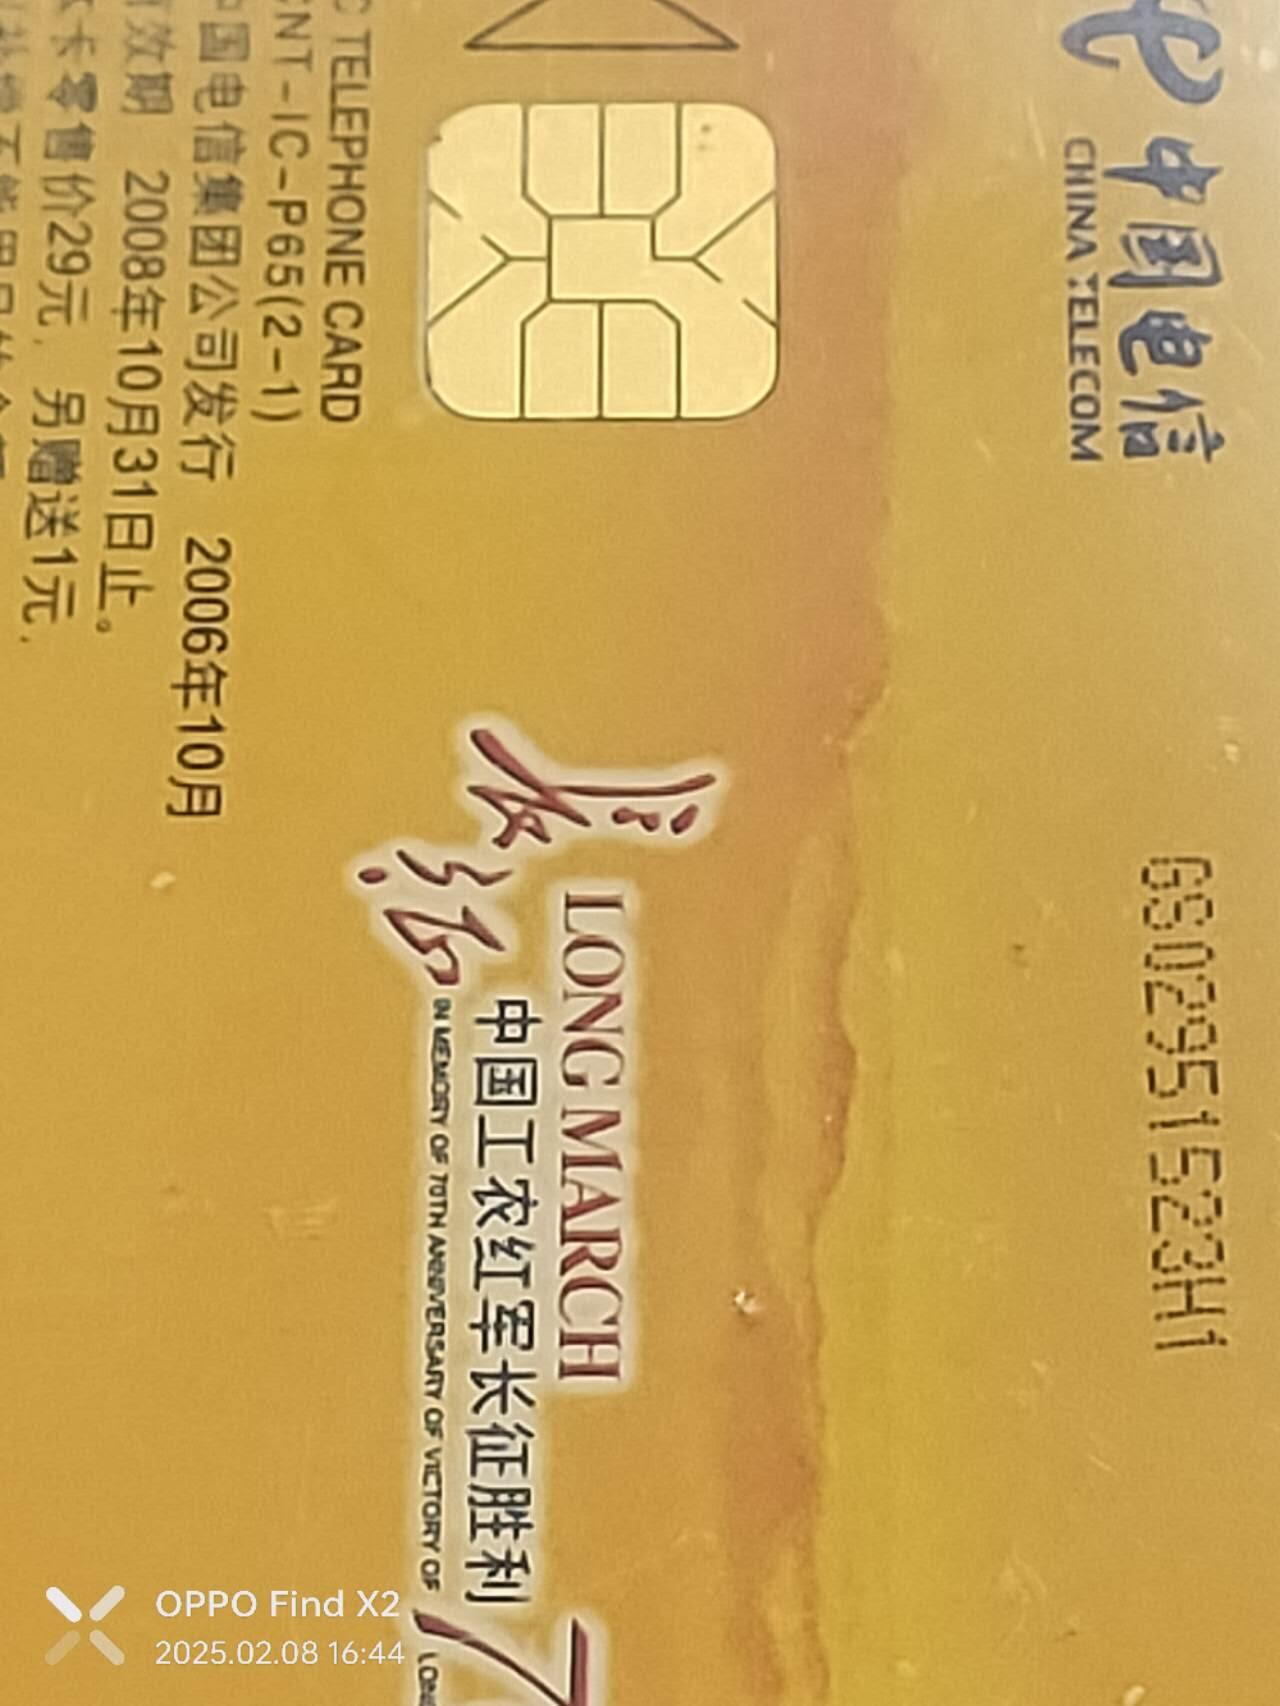 中国电信
CHINA TELECOM
GS02951523H1
LONG MARCH
长征
中国工农红军长征胜利
IN MEMORY OF 70TH ANNIVERSARY OF VICTORY OF
7
TELEPHONE CARD
CNT-IC-P65(2-1)
中国电信集团公司发行 2006年10月
有效期 2008年10月31日止。
零售价29元,另赠送1元,
OPPO Find X2
2025.02.08 16:44